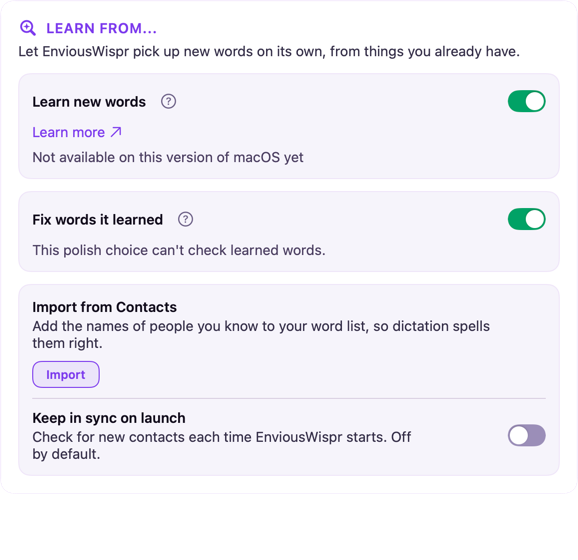 LEARN FROM...
Let EnviousWispr pick up new words on its own, from things you already have.
Learn new words ?
Learn more ↗
Not available on this version of macOS yet
Fix words it learned ?
This polish choice can't check learned words.
Import from Contacts
Add the names of people you know to your word list, so dictation spells
them right.
Import
Keep in sync on launch
Check for new contacts each time EnviousWispr starts. Off
by default.